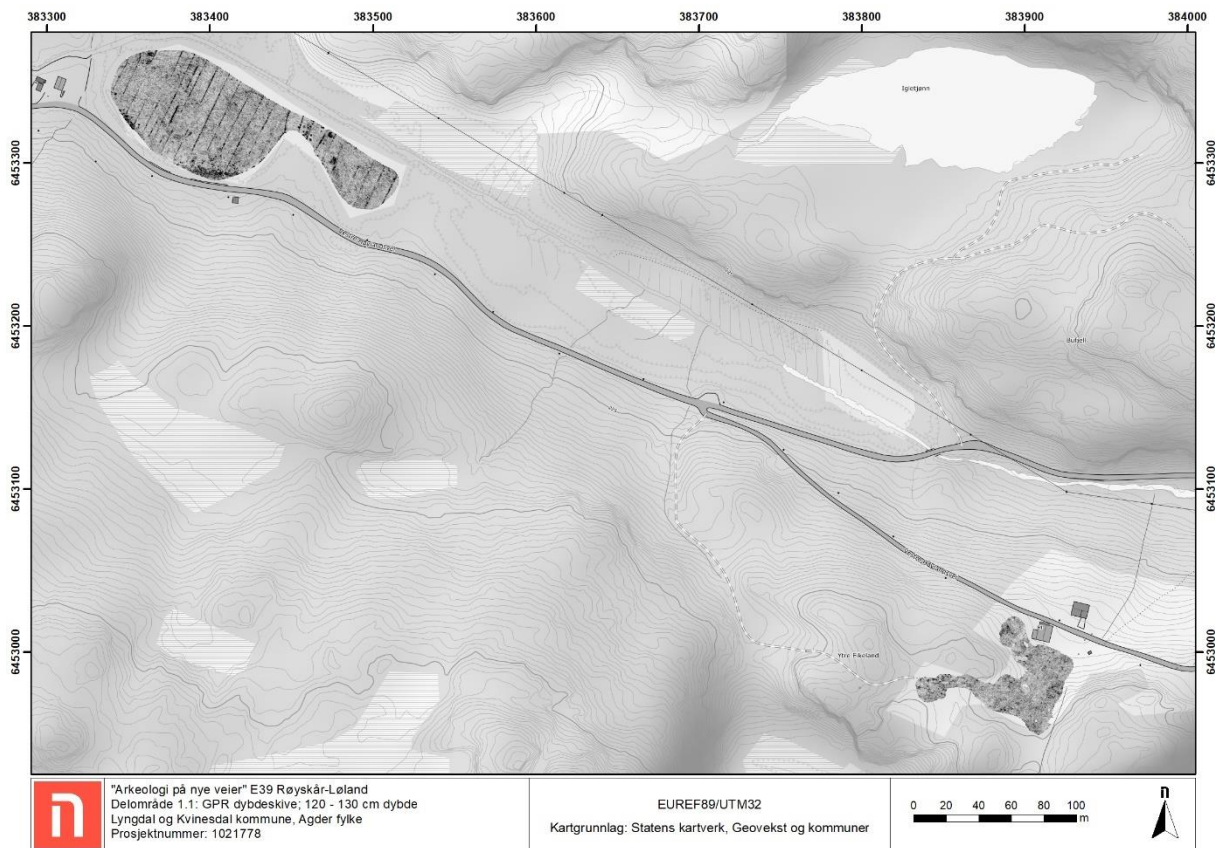 383300 383400 383500 383600 383700 383800 383900 384000
Iglotjønn
6453300 6453300
6453200 6453200
Bufjell
6453100 6453100
6453000 6453000
Ytre Eikeland
n
"Arkeologi på nye veier" E39 Røyskår-Løland
Delområde 1.1: GPR dybdeskive; 120 - 130 cm dybde
Lyngdal og Kvinesdal kommune, Agder fylke
Prosjektnummer: 1021778
EUREF89/UTM32
Kartgrunnlag: Statens kartverk, Geovekst og kommuner
0 20 40 60 80 100
m
n